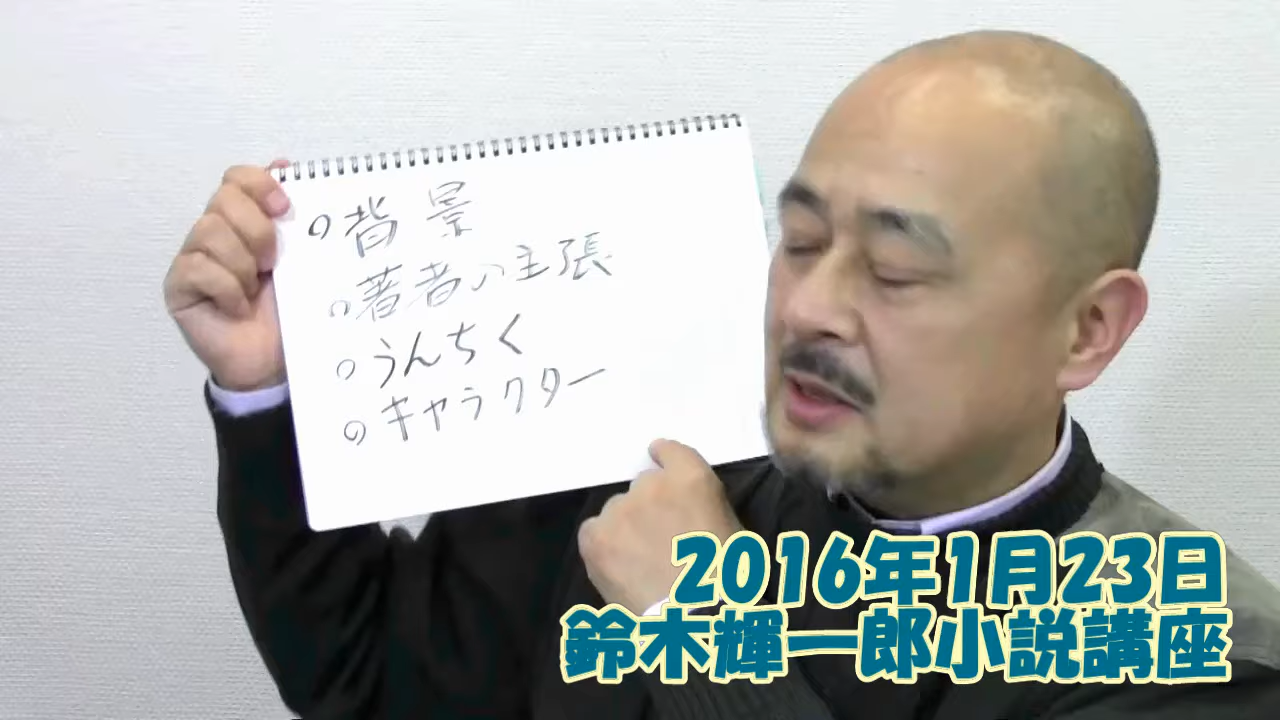 ○背景
○著者の主張
○うんちく
○キャラクター
2016年1月23日
鈴木輝一郎小説講座